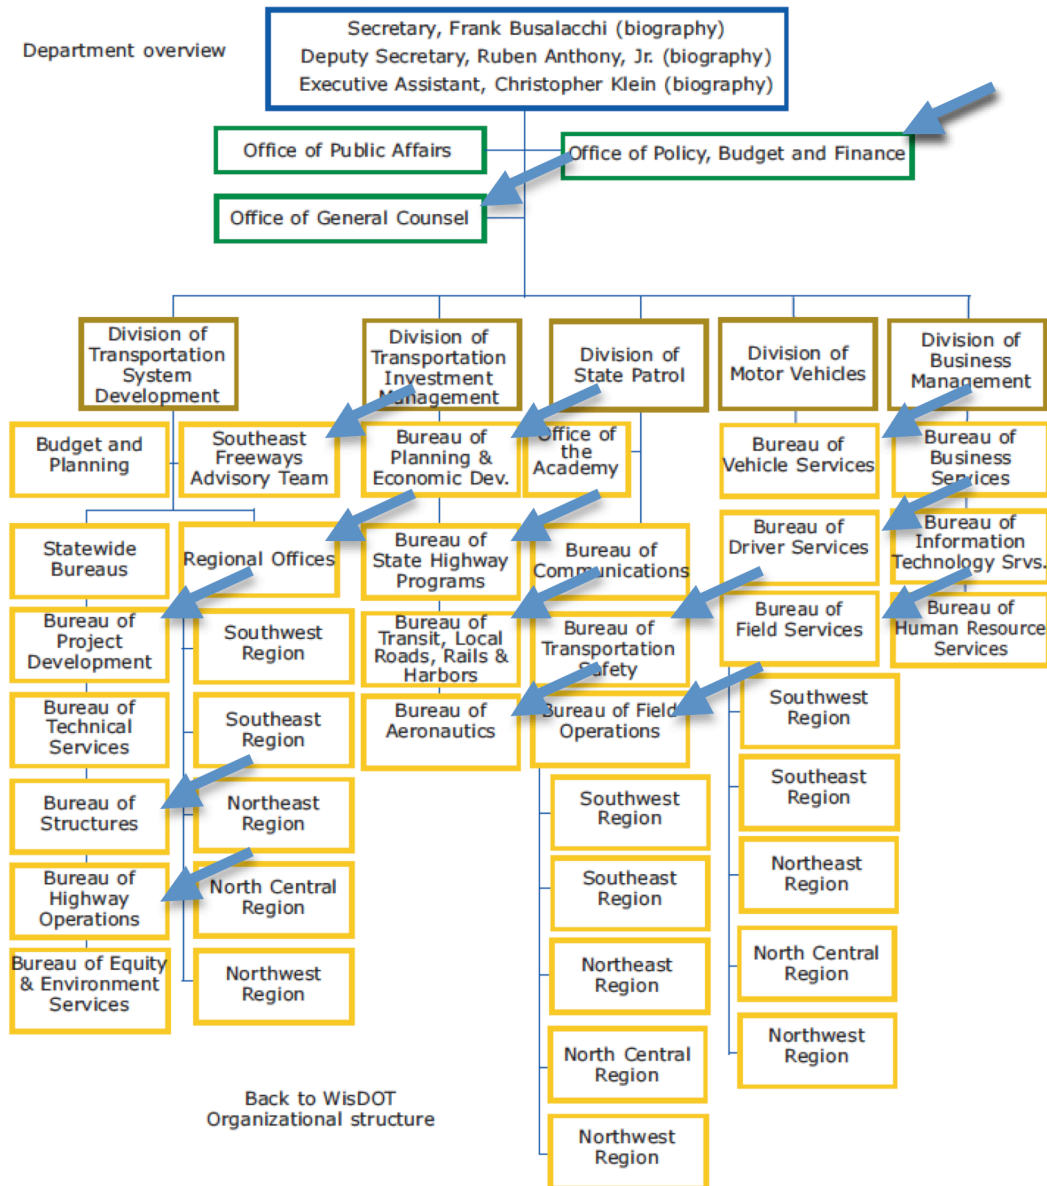 Department overview
Secretary, Frank Busalacchi (biography)
Deputy Secretary, Ruben Anthony, Jr. (biography)
Executive Assistant, Christopher Klein (biography)
Office of Public Affairs
Office of Policy, Budget and Finance
Office of General Counsel
Division of
Transportation
System
Development
Division of
Transportation
Investment
Management
Division of
State Patrol
Division of
Motor Vehicles
Division of
Business
Management
Budget and
Planning
Southeast
Freeways
Advisory Team
Bureau of
Planning &
Economic Dev.
Office of
the
Academy
Bureau of
Vehicle Services
Bureau of
Business
Services
Statewide
Bureaus
Regional Offices
Bureau of
State Highway
Programs
Bureau of
Communications
Bureau of
Driver Services
Bureau of
Information
Technology Srvs.
Bureau of
Project
Development
Southwest
Region
Bureau of
Transit, Local
Roads, Rails &
Harbors
Bureau of
Transportation
Safety
Bureau of
Field Services
Bureau of
Human Resource
Services
Bureau of
Technical
Services
Southeast
Region
Bureau of
Aeronautics
Bureau of Field
Operations
Southwest
Region
Bureau of
Structures
Northeast
Region
Southwest
Region
Southeast
Region
Bureau of
Highway
Operations
North Central
Region
Southeast
Region
Northeast
Region
Bureau of Equity
& Environment
Services
Northwest
Region
Northeast
Region
North Central
Region
North Central
Region
Northwest
Region
Northwest
Region
Back to WisDOT
Organizational structure